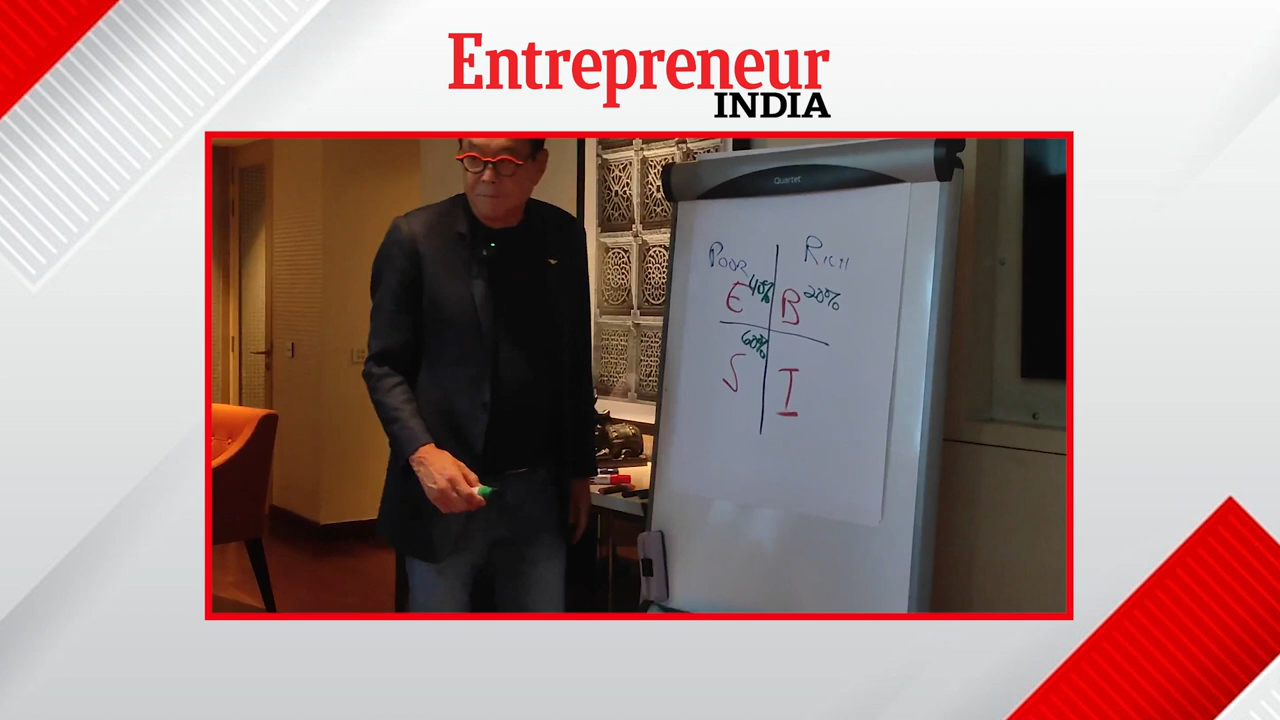 Entrepreneur
INDIA
Quartet
POOR RICH
E 40% B 20%
60%
S I